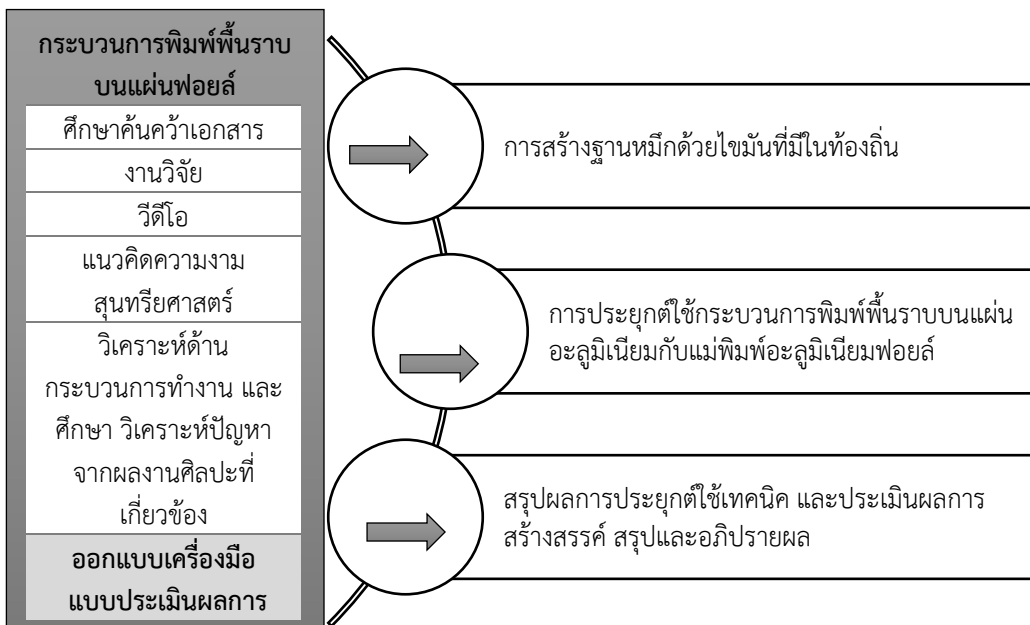 กระบวนการพิมพ์พื้นราบ
บนแผ่นฟอยล์
ศึกษาค้นคว้าเอกสาร
งานวิจัย
วีดีโอ
แนวคิดความงาม
สุนทรียศาสตร์
วิเคราะห์ด้าน
กระบวนการทำงาน และ
ศึกษา วิเคราะห์ปัญหา
จากผลงานศิลปะที่
เกี่ยวข้อง
ออกแบบเครื่องมือ
แบบประเมินผลการ
การสร้างฐานหมึกด้วยไขมันที่มีในท้องถิ่น
การประยุกต์ใช้กระบวนการพิมพ์พื้นราบบนแผ่น
อะลูมิเนียมกับแม่พิมพ์อะลูมิเนียมฟอยล์
สรุปผลการประยุกต์ใช้เทคนิค และประเมินผลการ
สร้างสรรค์ สรุปและอภิปรายผล